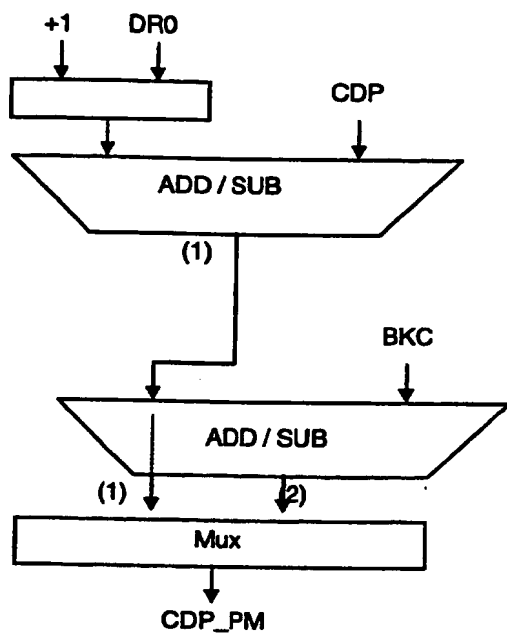 +1 DR0
CDP
ADD / SUB
(1)
BKC
ADD / SUB
(1) 2)
Mux
CDP_PM